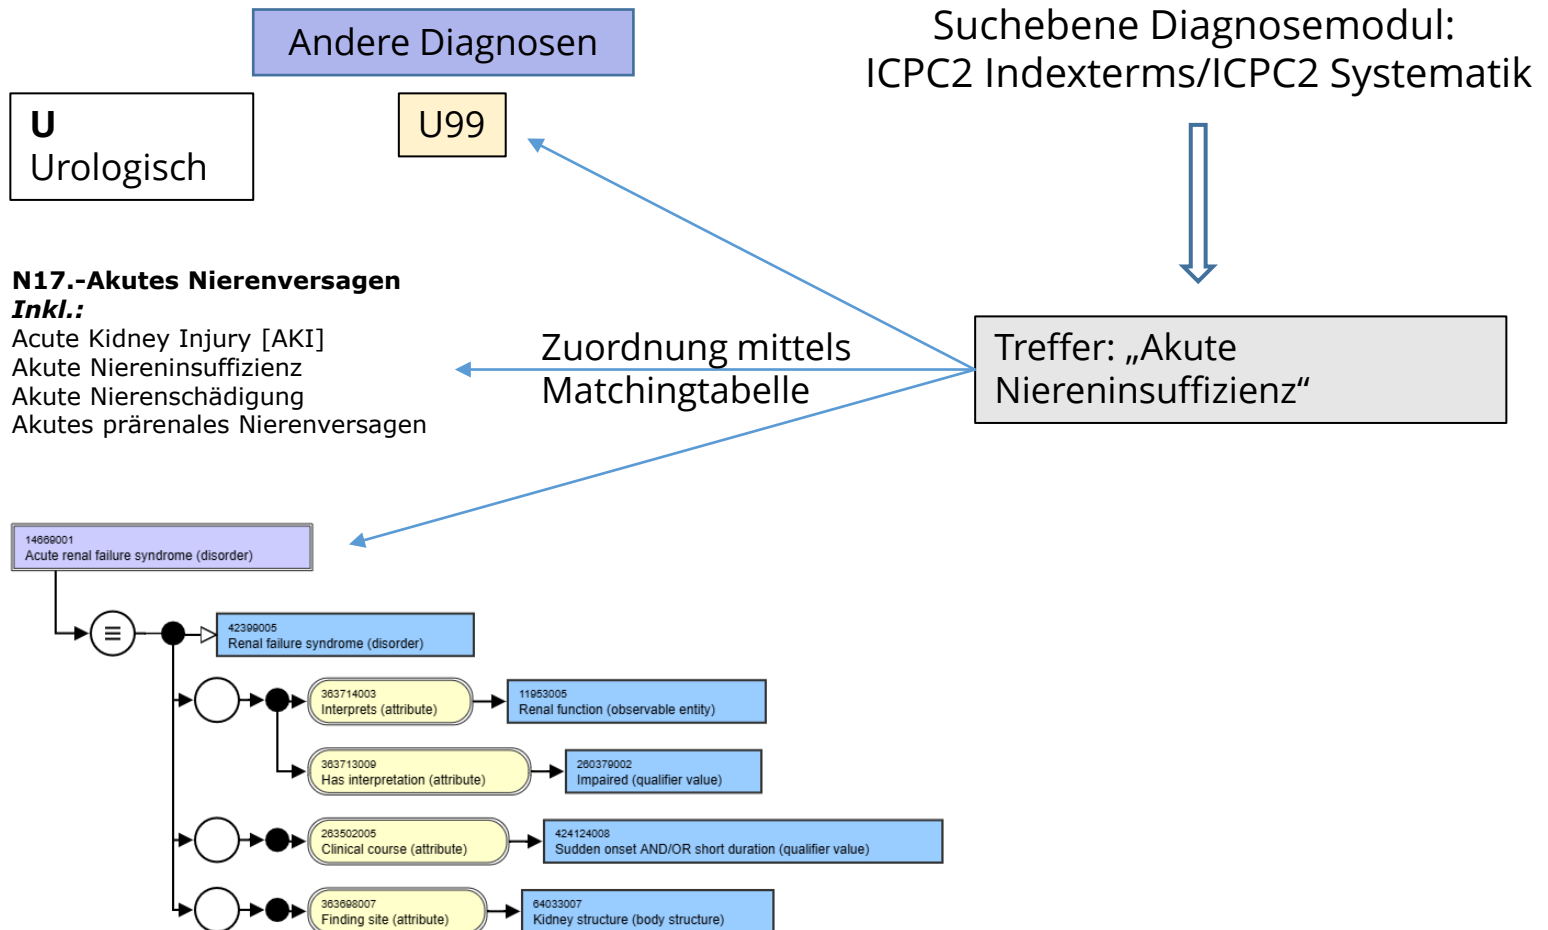 Andere Diagnosen
Suchebene Diagnosemodul:
ICPC2 Indexterms/ICPC2 Systematik
U
Urologisch
U99
N17.-Akutes Nierenversagen
Inkl.:
Acute Kidney Injury [AKI]
Akute Niereninsuffizienz
Akute Nierenschädigung
Akutes prärenales Nierenversagen
Zuordnung mittels
Matchingtabelle
Treffer: „Akute
Niereninsuffizienz“
14669001
Acute renal failure syndrome (disorder)
42399005
Renal failure syndrome (disorder)
363714003
Interprets (attribute)
11953005
Renal function (observable entity)
363713009
Has interpretation (attribute)
260379002
Impaired (qualifier value)
263502005
Clinical course (attribute)
424124008
Sudden onset AND/OR short duration (qualifier value)
363698007
Finding site (attribute)
64033007
Kidney structure (body structure)